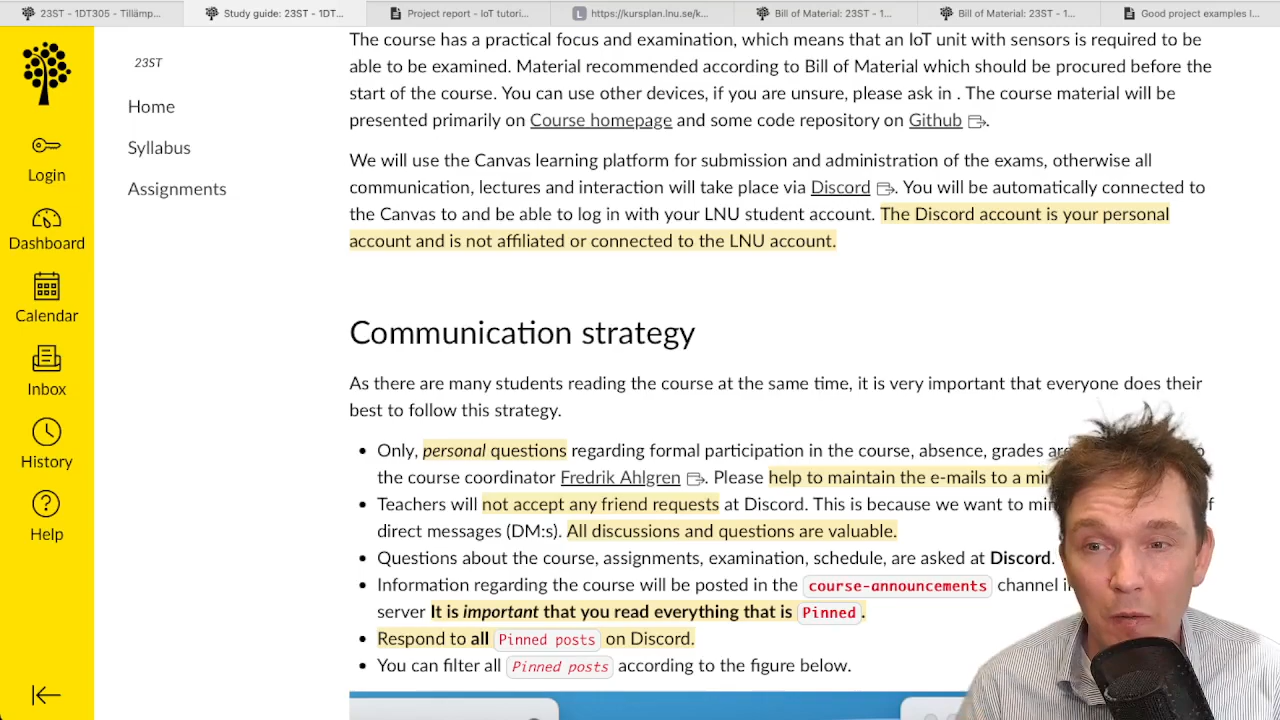 23ST - 1DT305 - Tillämp...
Study guide: 23ST - 1DT...
Project report - IoT tutori...
L
https://kursplan.lnu.se/k...
Bill of Material: 23ST - 1...
Bill of Material: 23ST - 1...
Good project examples I...
Login
Dashboard
Calendar
Inbox
History
Help
23ST
Home
Syllabus
Assignments
The course has a practical focus and examination, which means that an IoT unit with sensors is required to be
able to be examined. Material recommended according to Bill of Material which should be procured before the
start of the course. You can use other devices, if you are unsure, please ask in . The course material will be
presented primarily on Course homepage and some code repository on Github .
We will use the Canvas learning platform for submission and administration of the exams, otherwise all
communication, lectures and interaction will take place via Discord . You will be automatically connected to
the Canvas to and be able to log in with your LNU student account. The Discord account is your personal
account and is not affiliated or connected to the LNU account.
Communication strategy
As there are many students reading the course at the same time, it is very important that everyone does their
best to follow this strategy.
• Only, personal questions regarding formal participation in the course, absence, grades
the course coordinator Fredrik Ahlgren . Please help to maintain the e-mails to a
• Teachers will not accept any friend requests at Discord. This is because we want to
direct messages (DM:s). All discussions and questions are valuable.
• Questions about the course, assignments, examination, schedule, are asked at Discord.
• Information regarding the course will be posted in the course-announcements channel
server It is important that you read everything that is Pinned.
• Respond to all Pinned posts on Discord.
• You can filter all Pinned posts according to the figure below.